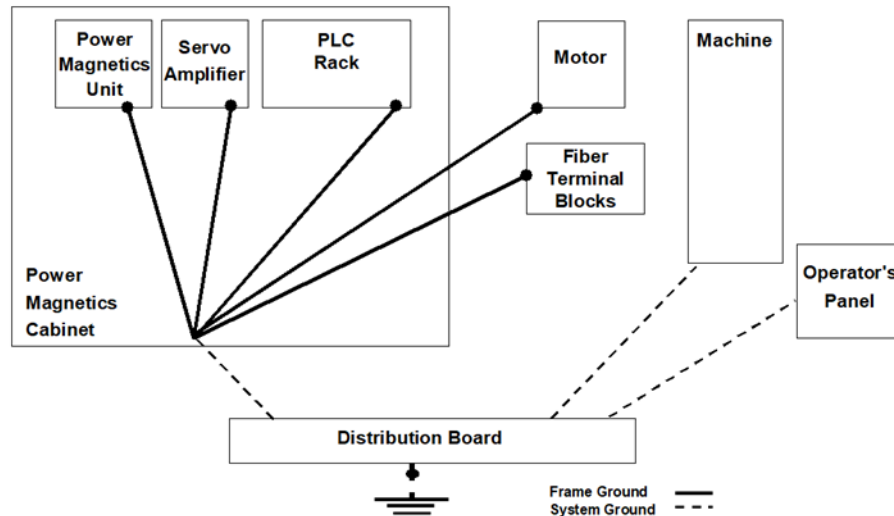 Power
Magnetics
Unit
Servo
Amplifier
PLC
Rack
Motor
Machine
Fiber
Terminal
Blocks
Operator's
Panel
Power
Magnetics
Cabinet
Distribution Board
Frame Ground
System Ground